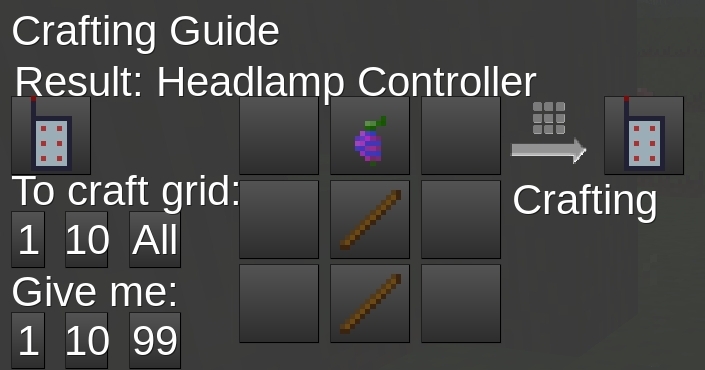 Crafting Guide
Result: Headlamp Controller
To craft grid:
1 10 All
Give me:
1 10 99
Crafting